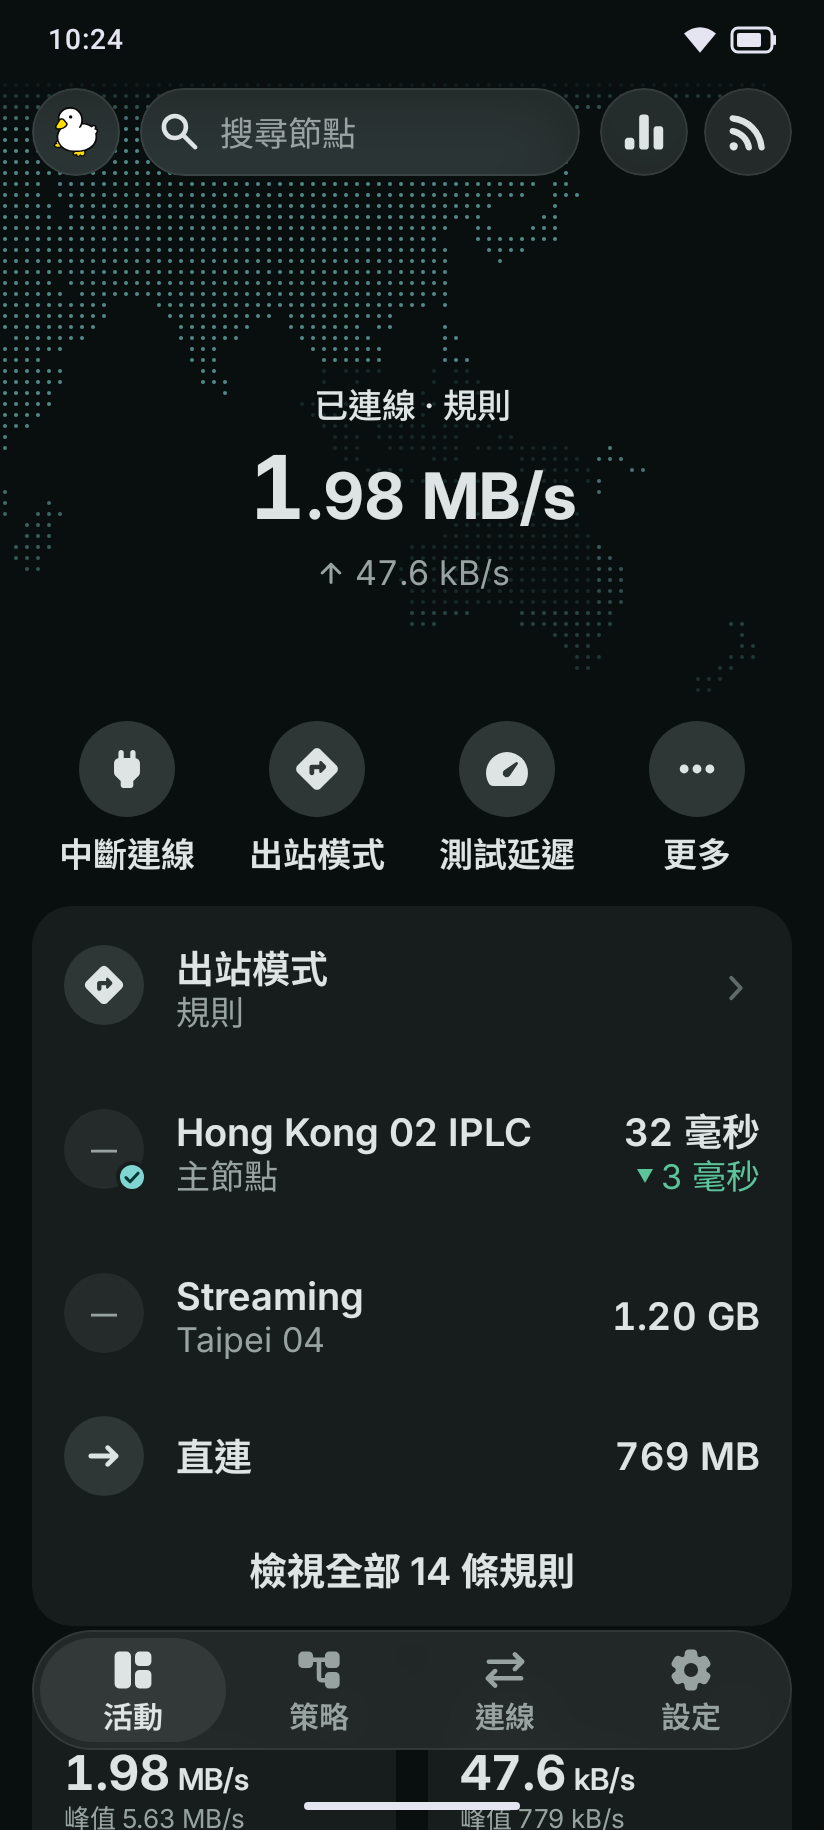 10:24
搜尋節點
已連線 · 規則
1.98 MB/s
↑ 47.6 kB/s
中斷連線
出站模式
測試延遲
更多
出站模式
規則
Hong Kong 02 IPLC
32 毫秒
主節點
▼3 毫秒
Streaming
1.20 GB
Taipei 04
直連
769 MB
檢視全部 14 條規則
活動
策略
連線
設定
1.98 MB/s
47.6 kB/s
峰值 5.63 MB/s
峰值 779 kB/s